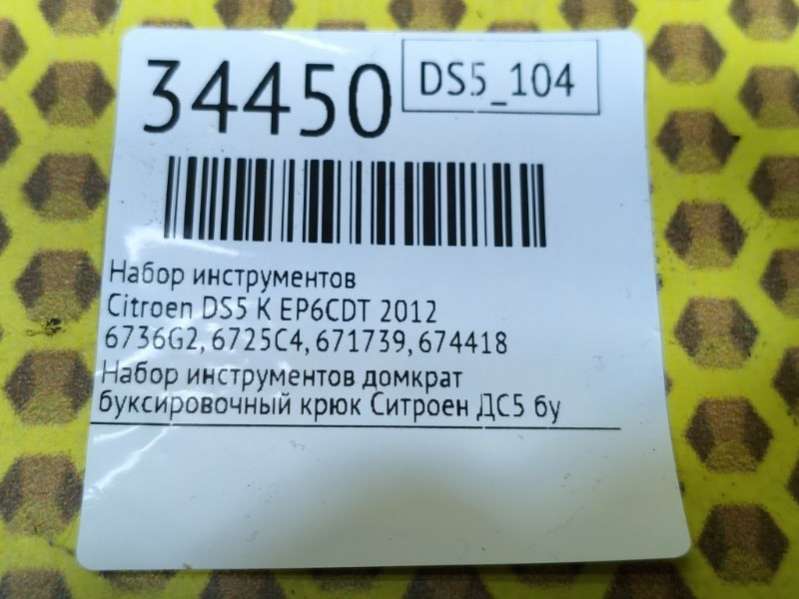 34450
DS5_104
Набор инструментов
Citroen DS5 K EP6CDT 2012
6736G2, 6725C4, 671739, 674418
Набор инструментов домкрат
буксировочный крюк Ситроен ДС5 бу